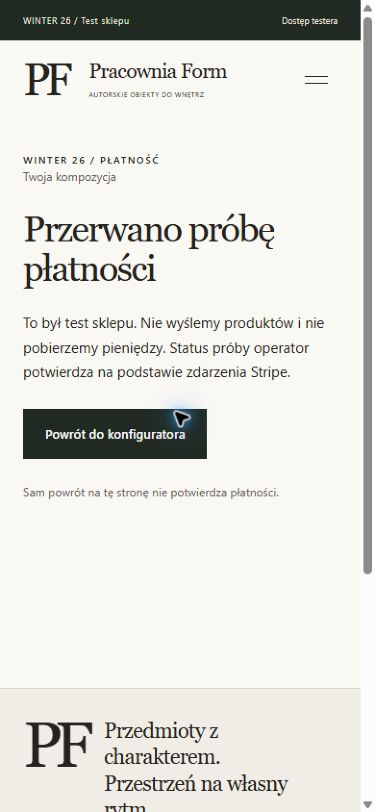 WINTER 26 / Test sklepu
Dostęp testera
PF
Pracownia Form
AUTORSKIE OBIEKTY DO WNĘTRZ
WINTER 26 / PŁATNOŚĆ
Twoja kompozycja
Przerwano próbę
płatności
To był test sklepu. Nie wyślemy produktów i nie
pobierzemy pieniędzy. Status próby operator
potwierdza na podstawie zdarzenia Stripe.
Powrót do konfiguratora
Sam powrót na tę stronę nie potwierdza płatności.
PF
Przedmioty z
charakterem.
Przestrzeń na własny
rytm.